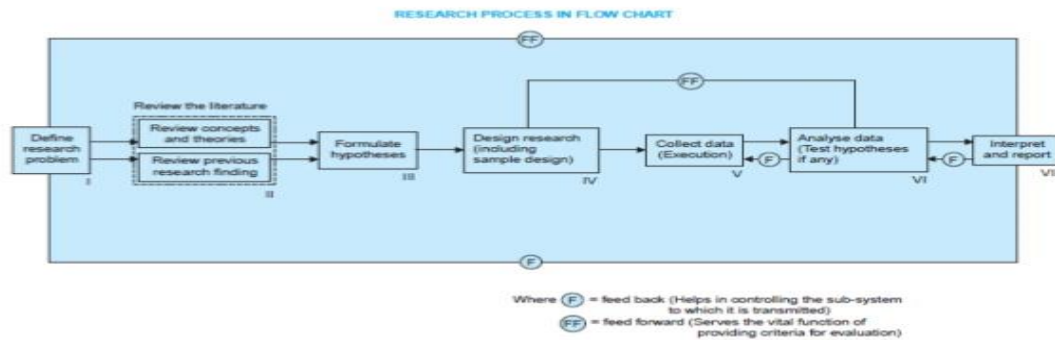 RESEARCH PROCESS IN FLOW CHART
FF
FF
Review the literature
Define
research
problem
I
Review concepts
and theories
Review previous
research finding
II
Formulate
hypotheses
III
Design research
(including
sample design)
IV
Collect data
(Execution)
V
F
Analyse data
(Test hypotheses
if any)
VI
F
Interpret
and report
VII
F
Where F = feed back (Helps in controlling the sub-system
to which it is transmitted)
FF = feed forward (Serves the vital function of
providing criteria for evaluation)